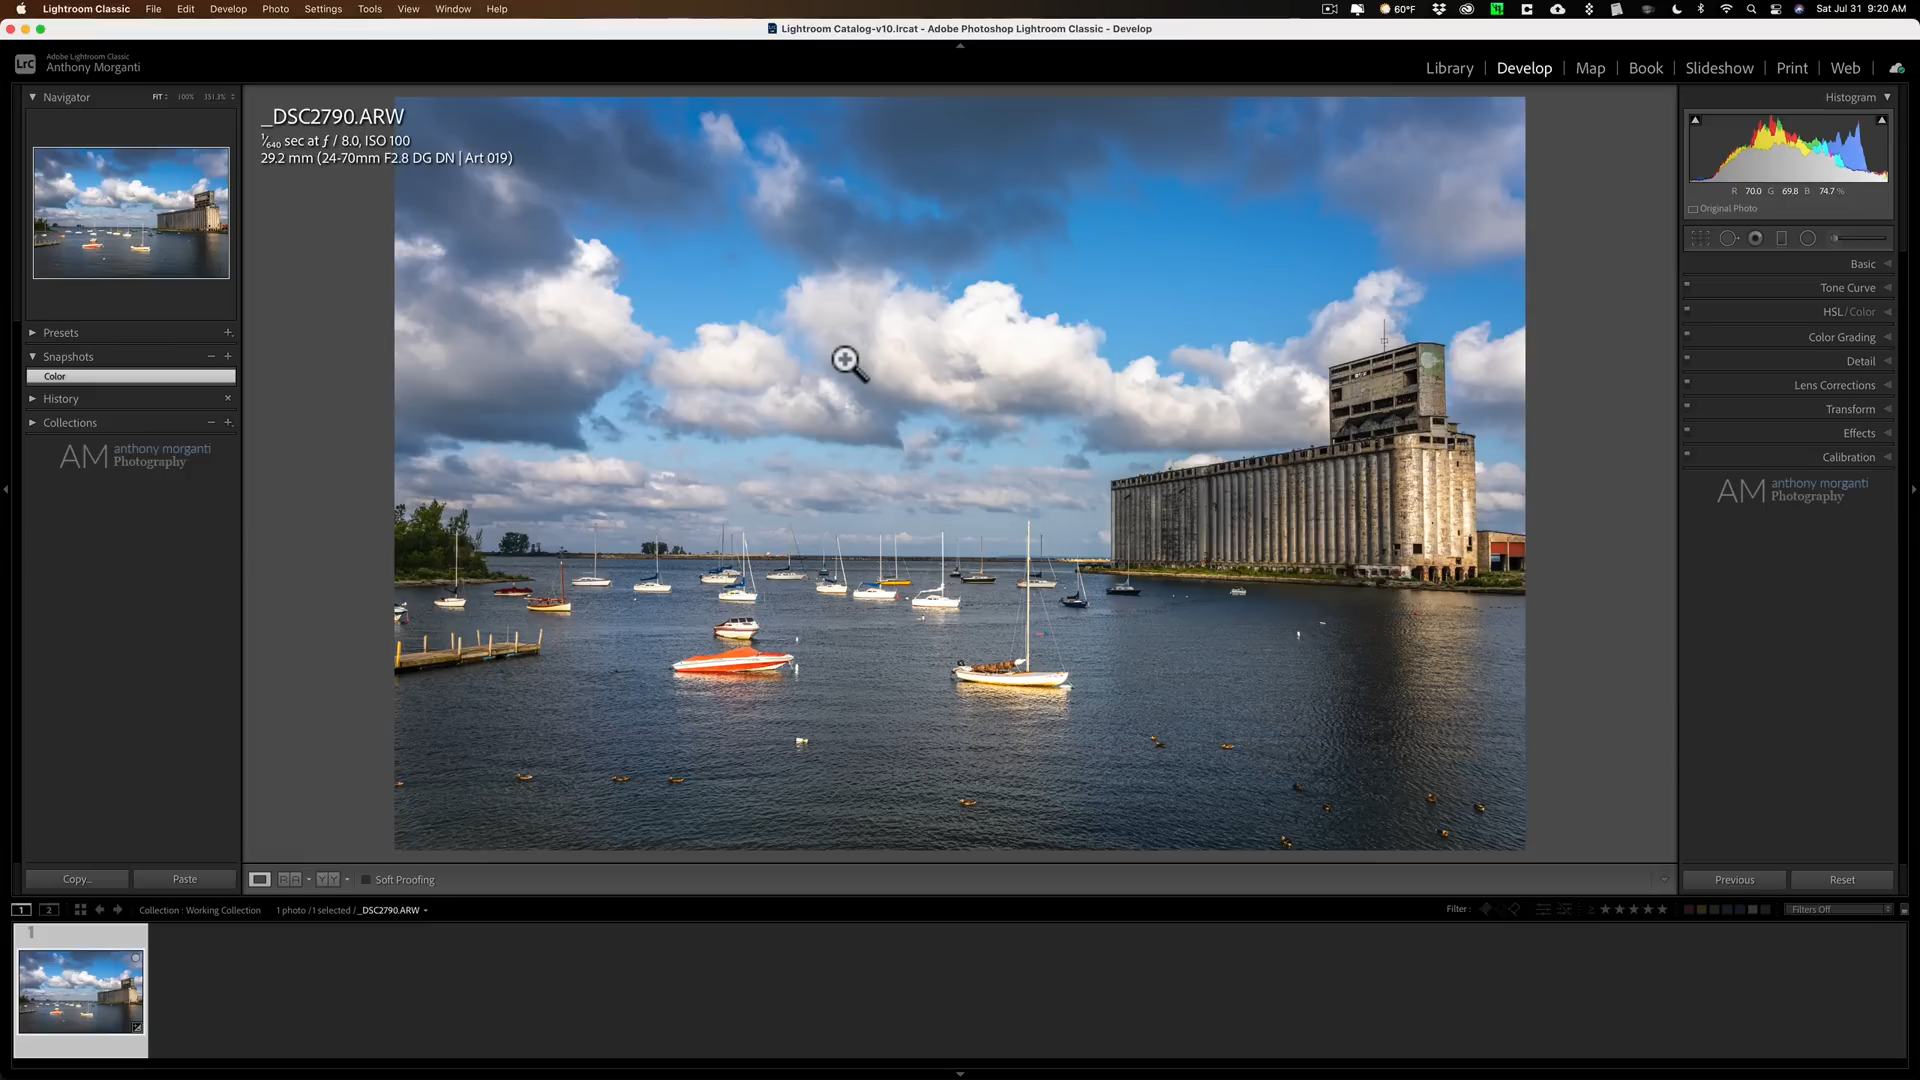 Lightroom Classic File Edit Develop Photo Settings Tools View Window Help
60°F Sat Jul 31 9:20 AM
Lightroom Catalog-v10.lrcat - Adobe Photoshop Lightroom Classic - Develop
LrC
Adobe Lightroom Classic
Anthony Morganti
Library | Develop | Map | Book | Slideshow | Print | Web
Navigator FIT 100% 351.3%
Presets
Snapshots
Color
History
Collections
AM anthony morganti
Photography
Copy... Paste
_DSC2790.ARW
1/640 sec at ƒ / 8.0, ISO 100
29.2 mm (24-70mm F2.8 DG DN | Art 019)
Soft Proofing
Histogram
R 70.0 G 69.8 B 74.7 %
Original Photo
Basic
Tone Curve
HSL / Color
Color Grading
Detail
Lens Corrections
Transform
Effects
Calibration
AM anthony morganti
Photography
Previous Reset
1 2 Collection : Working Collection 1 photo / 1 selected / _DSC2790.ARW
Filter : Filters Off
1